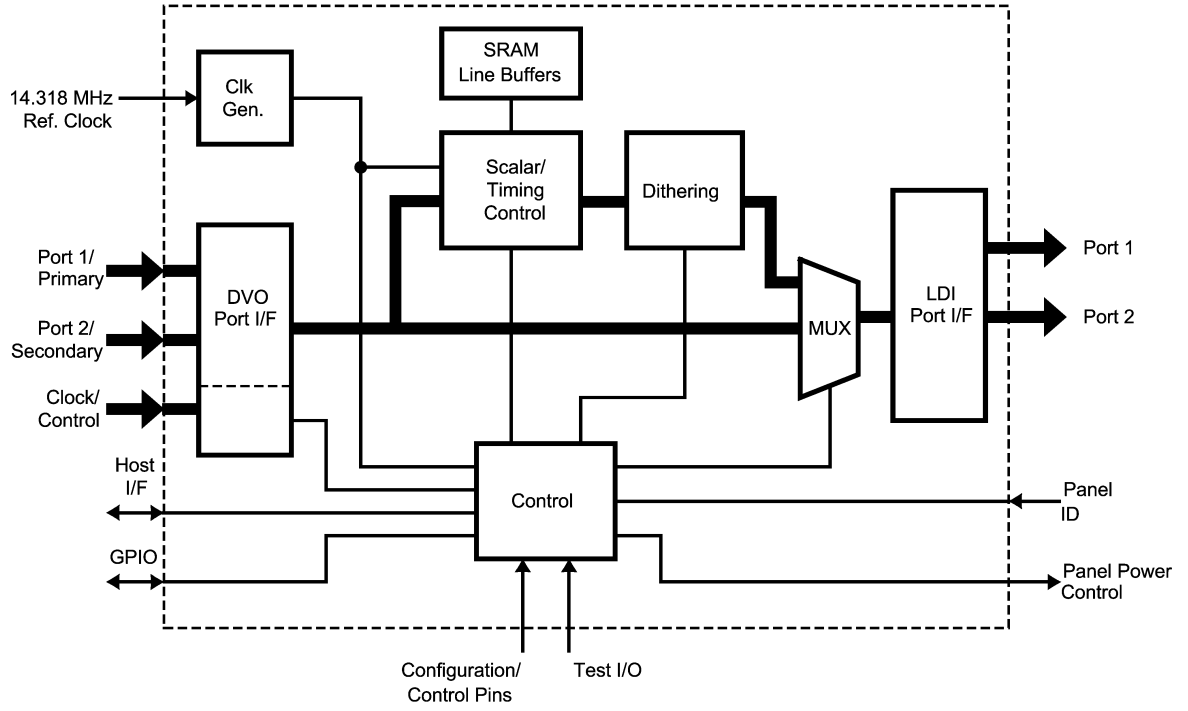 SRAM
Line Buffers
Clk
Gen.
14.318 MHz
Ref. Clock
Scalar/
Timing
Control
Dithering
Port 1/
Primary
DVO
Port I/F
Port 2/
Secondary
Clock/
Control
MUX
LDI
Port I/F
Port 1
Port 2
Host
I/F
Control
Panel
ID
GPIO
Panel Power
Control
Configuration/
Control Pins
Test I/O